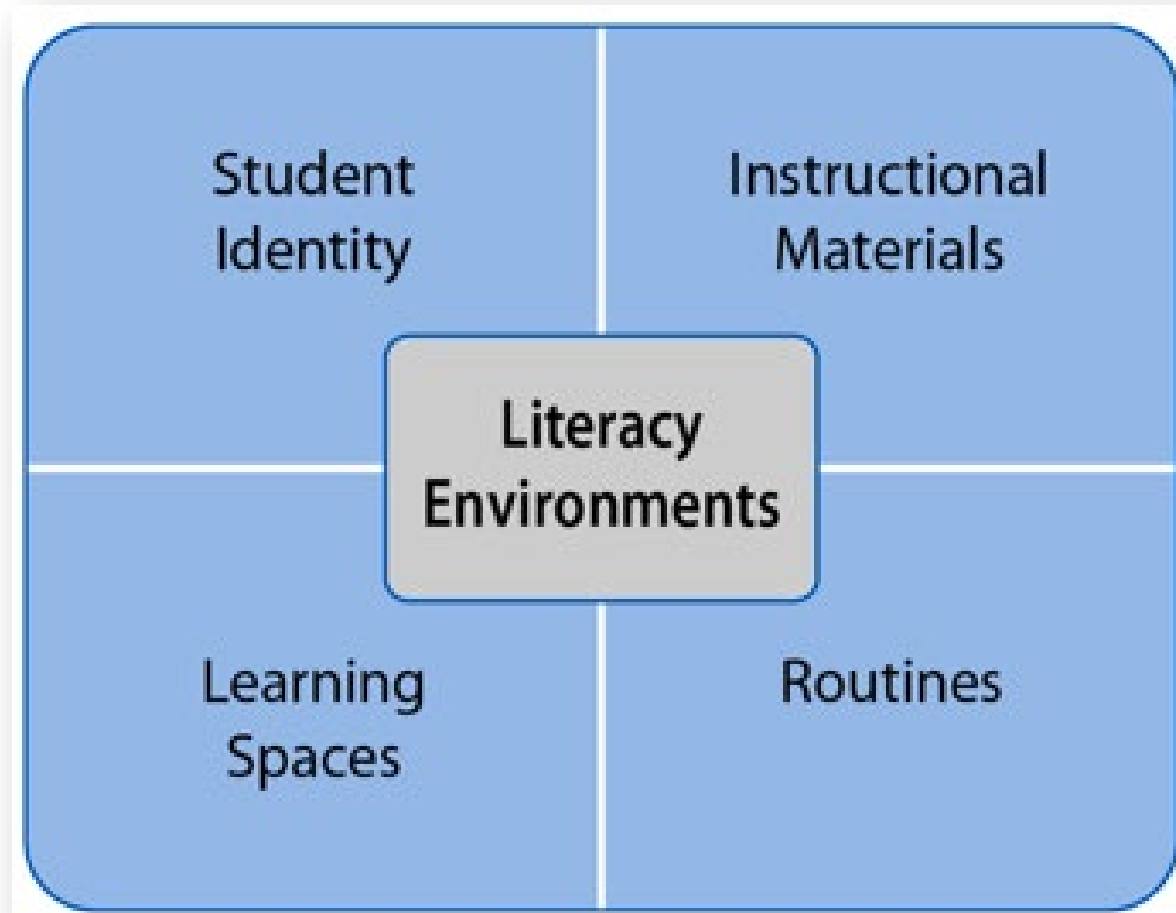 Student
Identity
Instructional
Materials
Literacy
Environments
Learning
Spaces
Routines